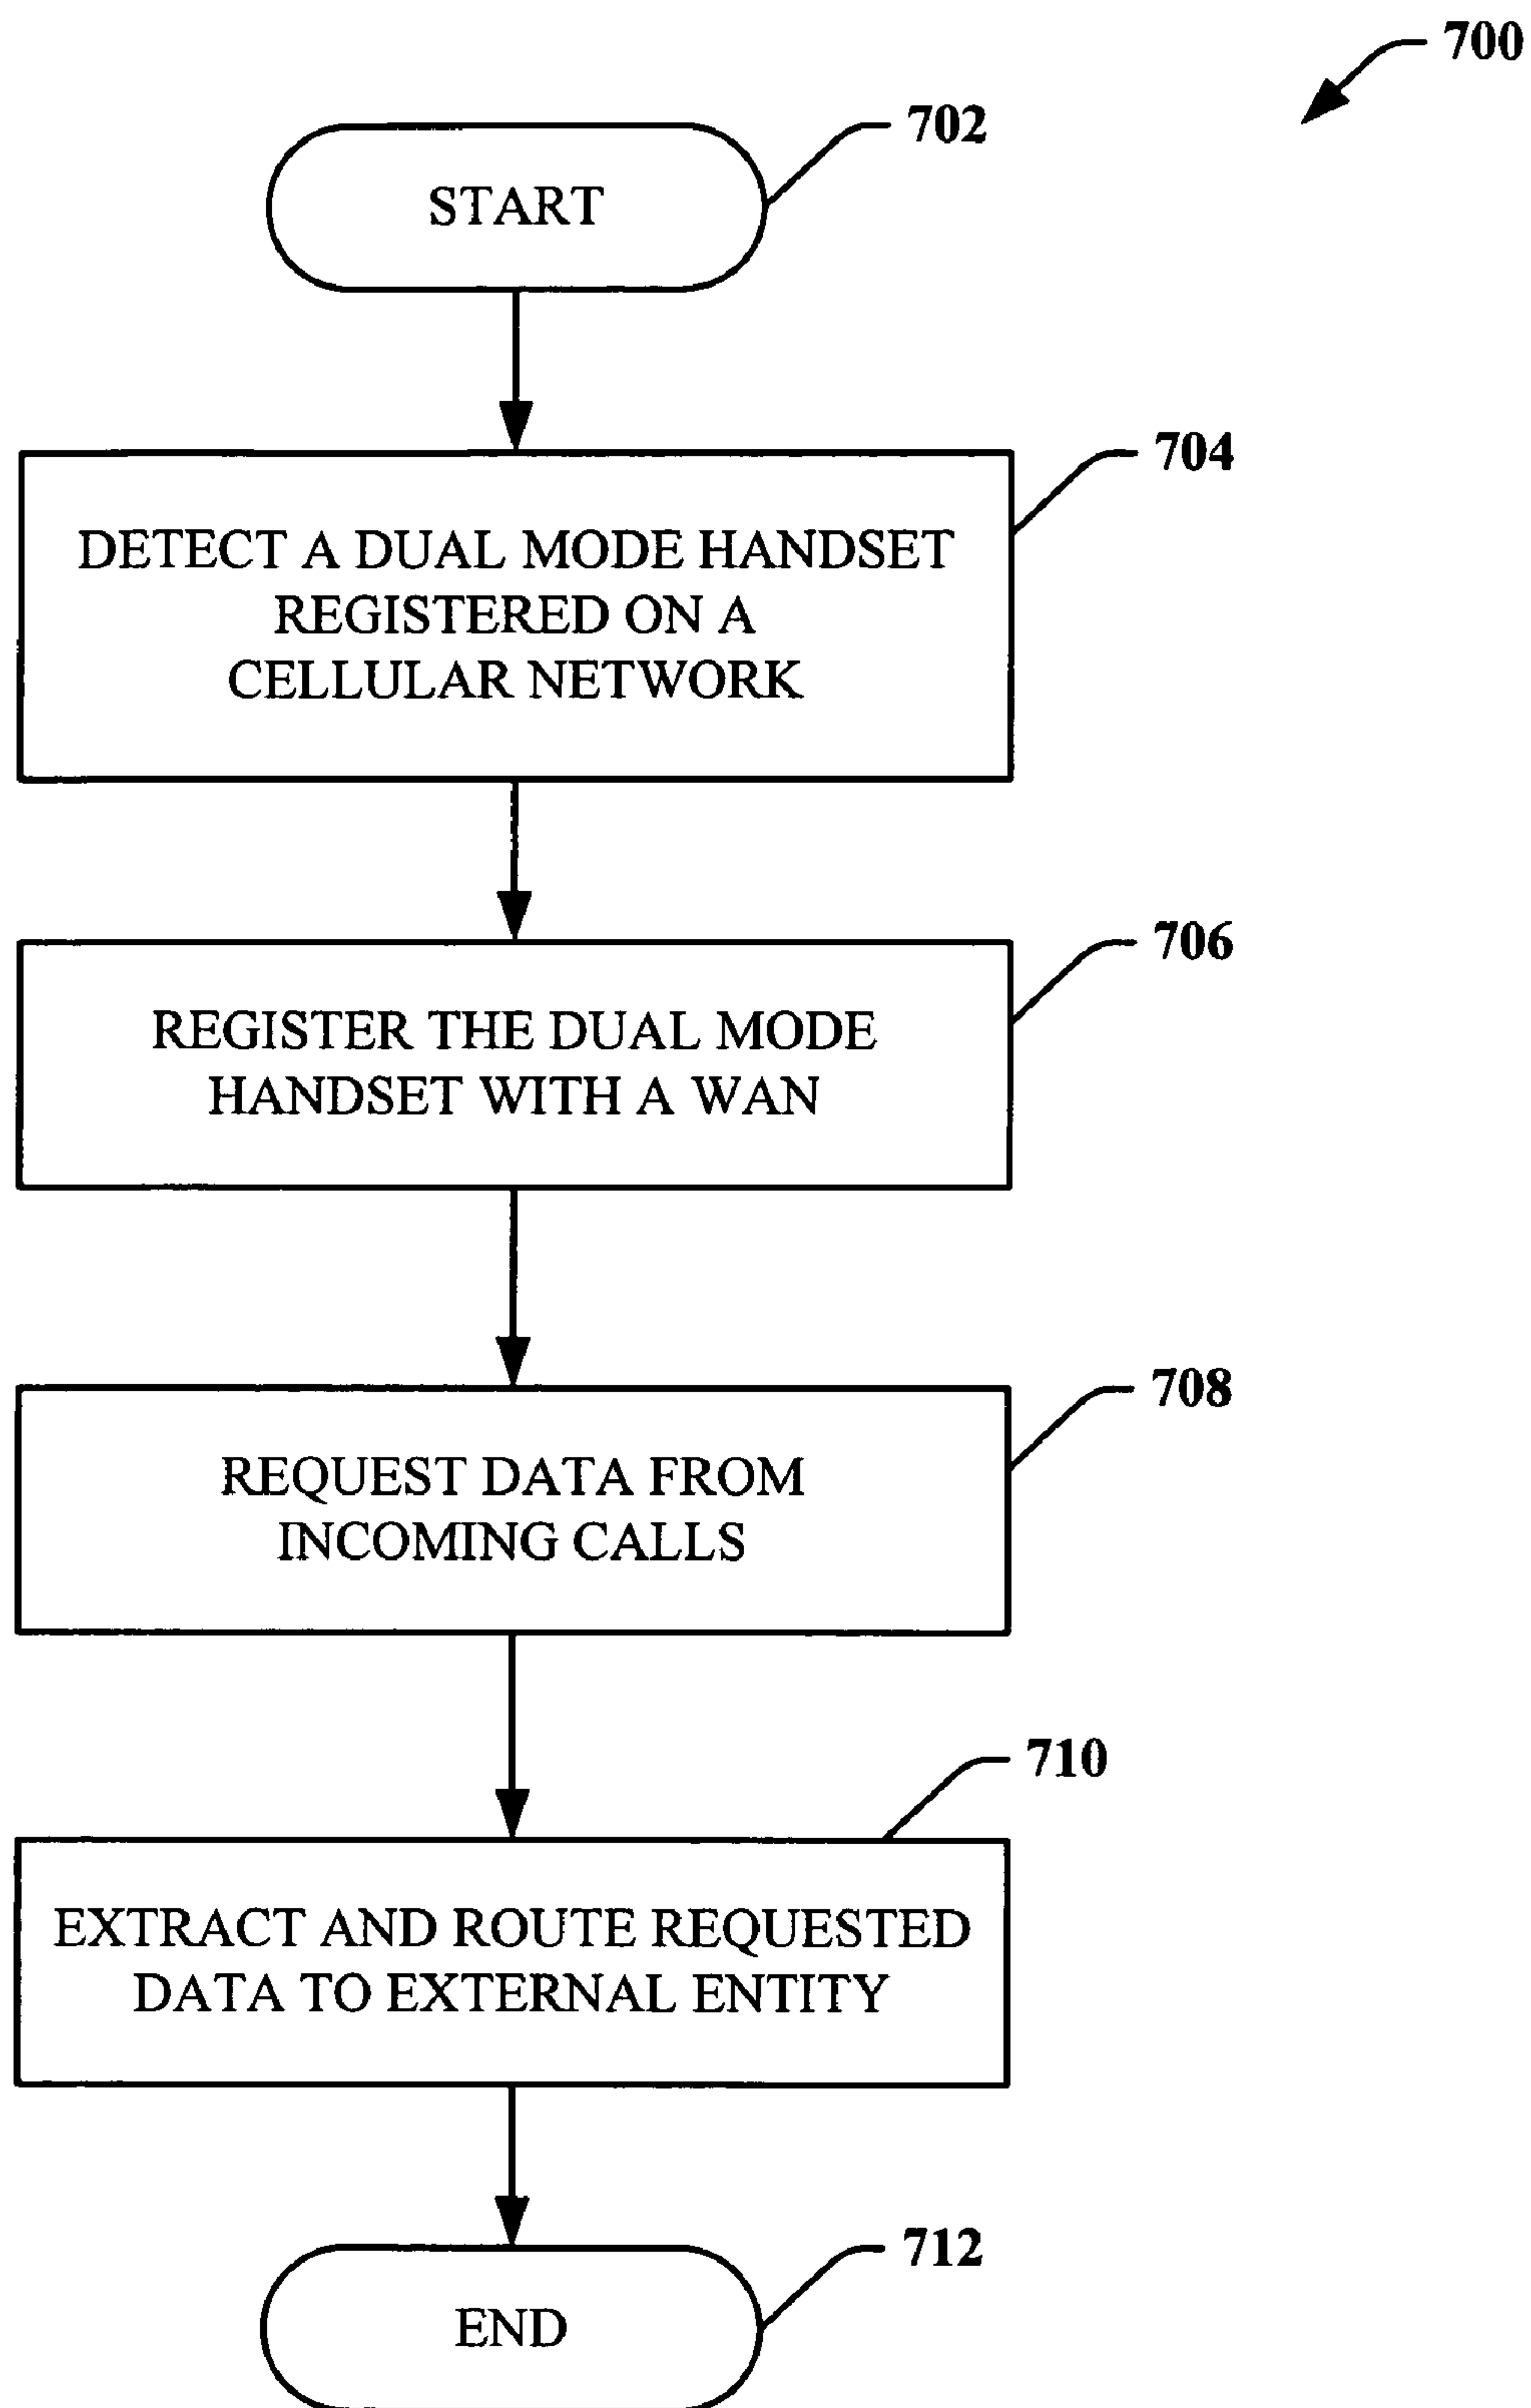 700
702
START
704
DETECT A DUAL MODE HANDSET
REGISTERED ON A
CELLULAR NETWORK
706
REGISTER THE DUAL MODE
HANDSET WITH A WAN
708
REQUEST DATA FROM
INCOMING CALLS
710
EXTRACT AND ROUTE REQUESTED
DATA TO EXTERNAL ENTITY
712
END